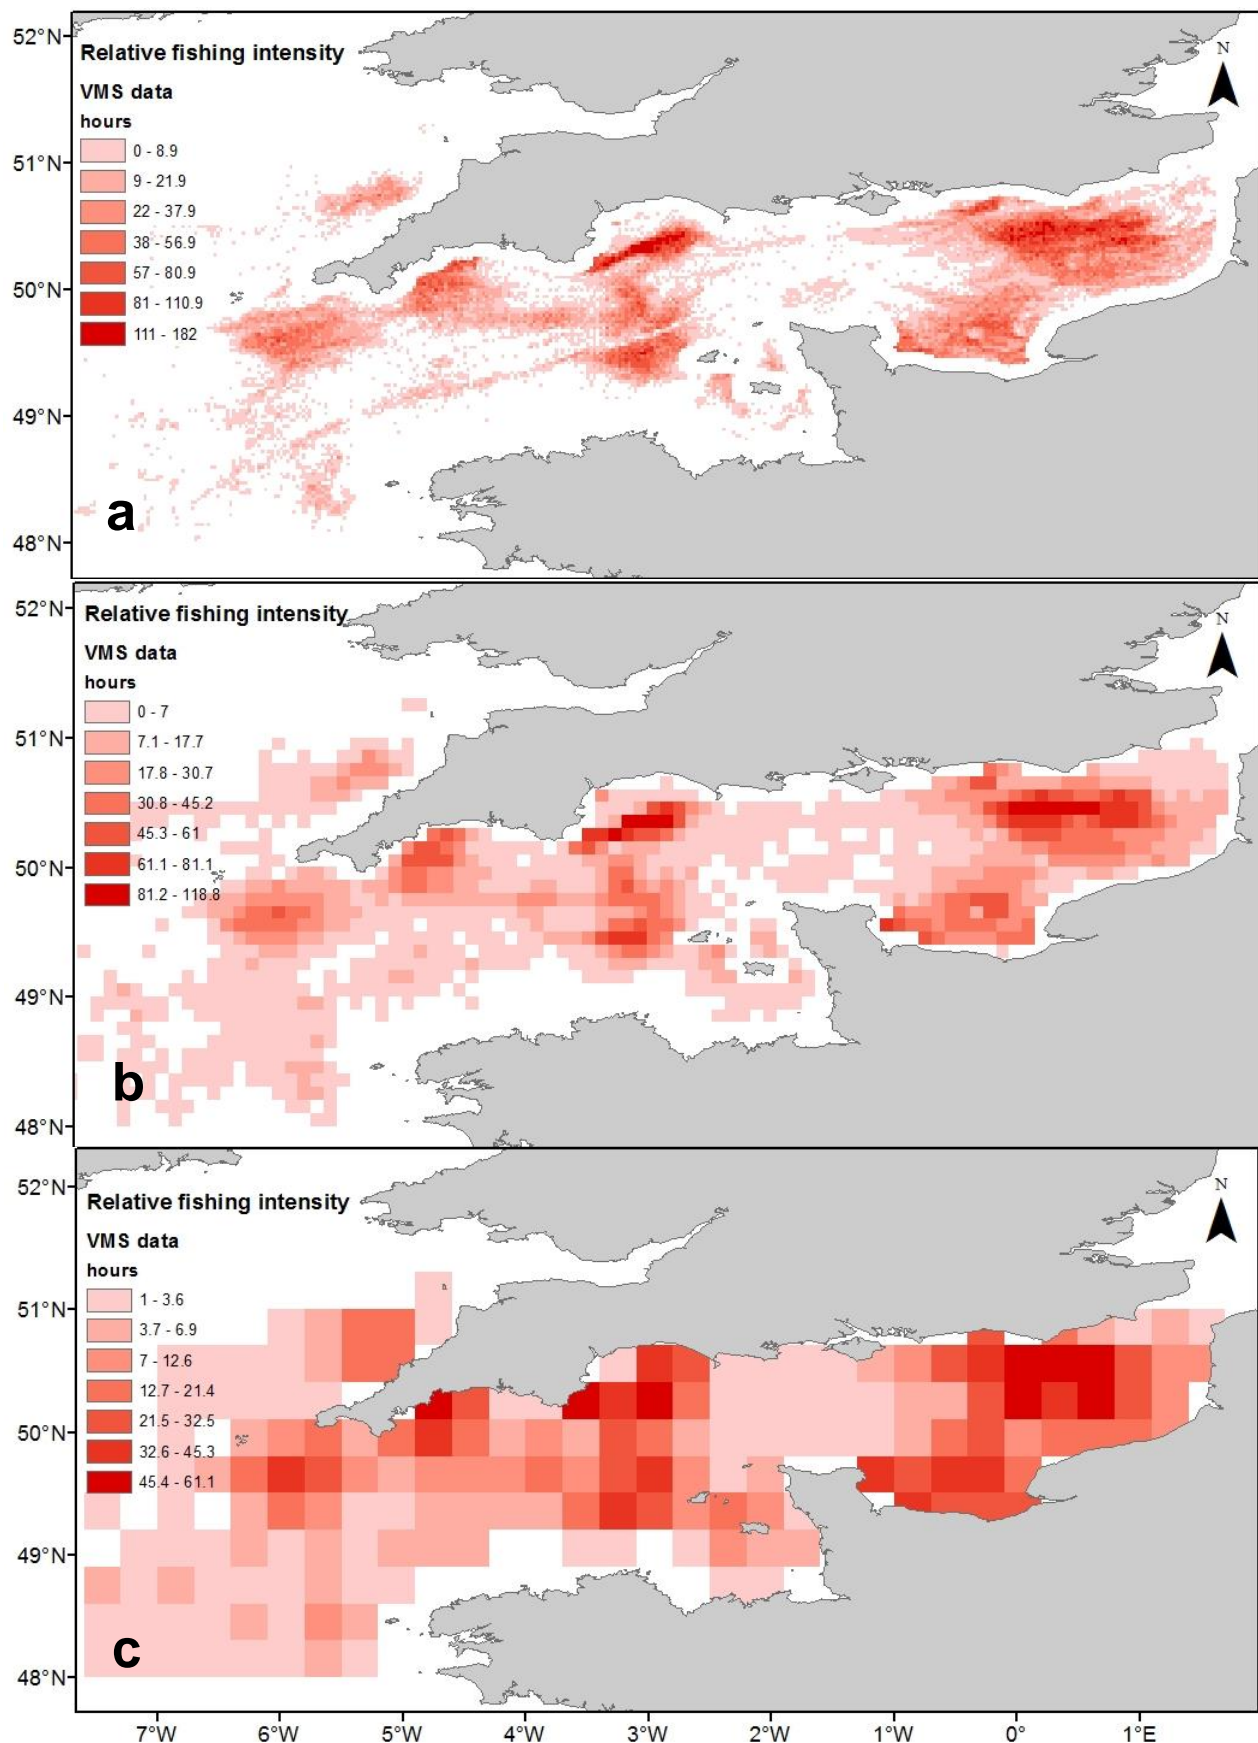 52°N
Relative fishing intensity
N
VMS data
hours
0 - 8.9
51°N
9 - 21.9
22 - 37.9
38 - 56.9
57 - 80.9
50°N
81 - 110.9
111 - 182
49°N
a
48°N
52°N
Relative fishing intensity
N
VMS data
hours
0 - 7
51°N
7.1 - 17.7
17.8 - 30.7
30.8 - 45.2
45.3 - 61
50°N
61.1 - 81.1
81.2 - 118.8
49°N
b
48°N
52°N
Relative fishing intensity
N
VMS data
hours
1 - 3.6
51°N
3.7 - 6.9
7 - 12.6
12.7 - 21.4
21.5 - 32.5
50°N
32.6 - 45.3
45.4 - 61.1
49°N
c
48°N
7°W 6°W 5°W 4°W 3°W 2°W 1°W 0° 1°E